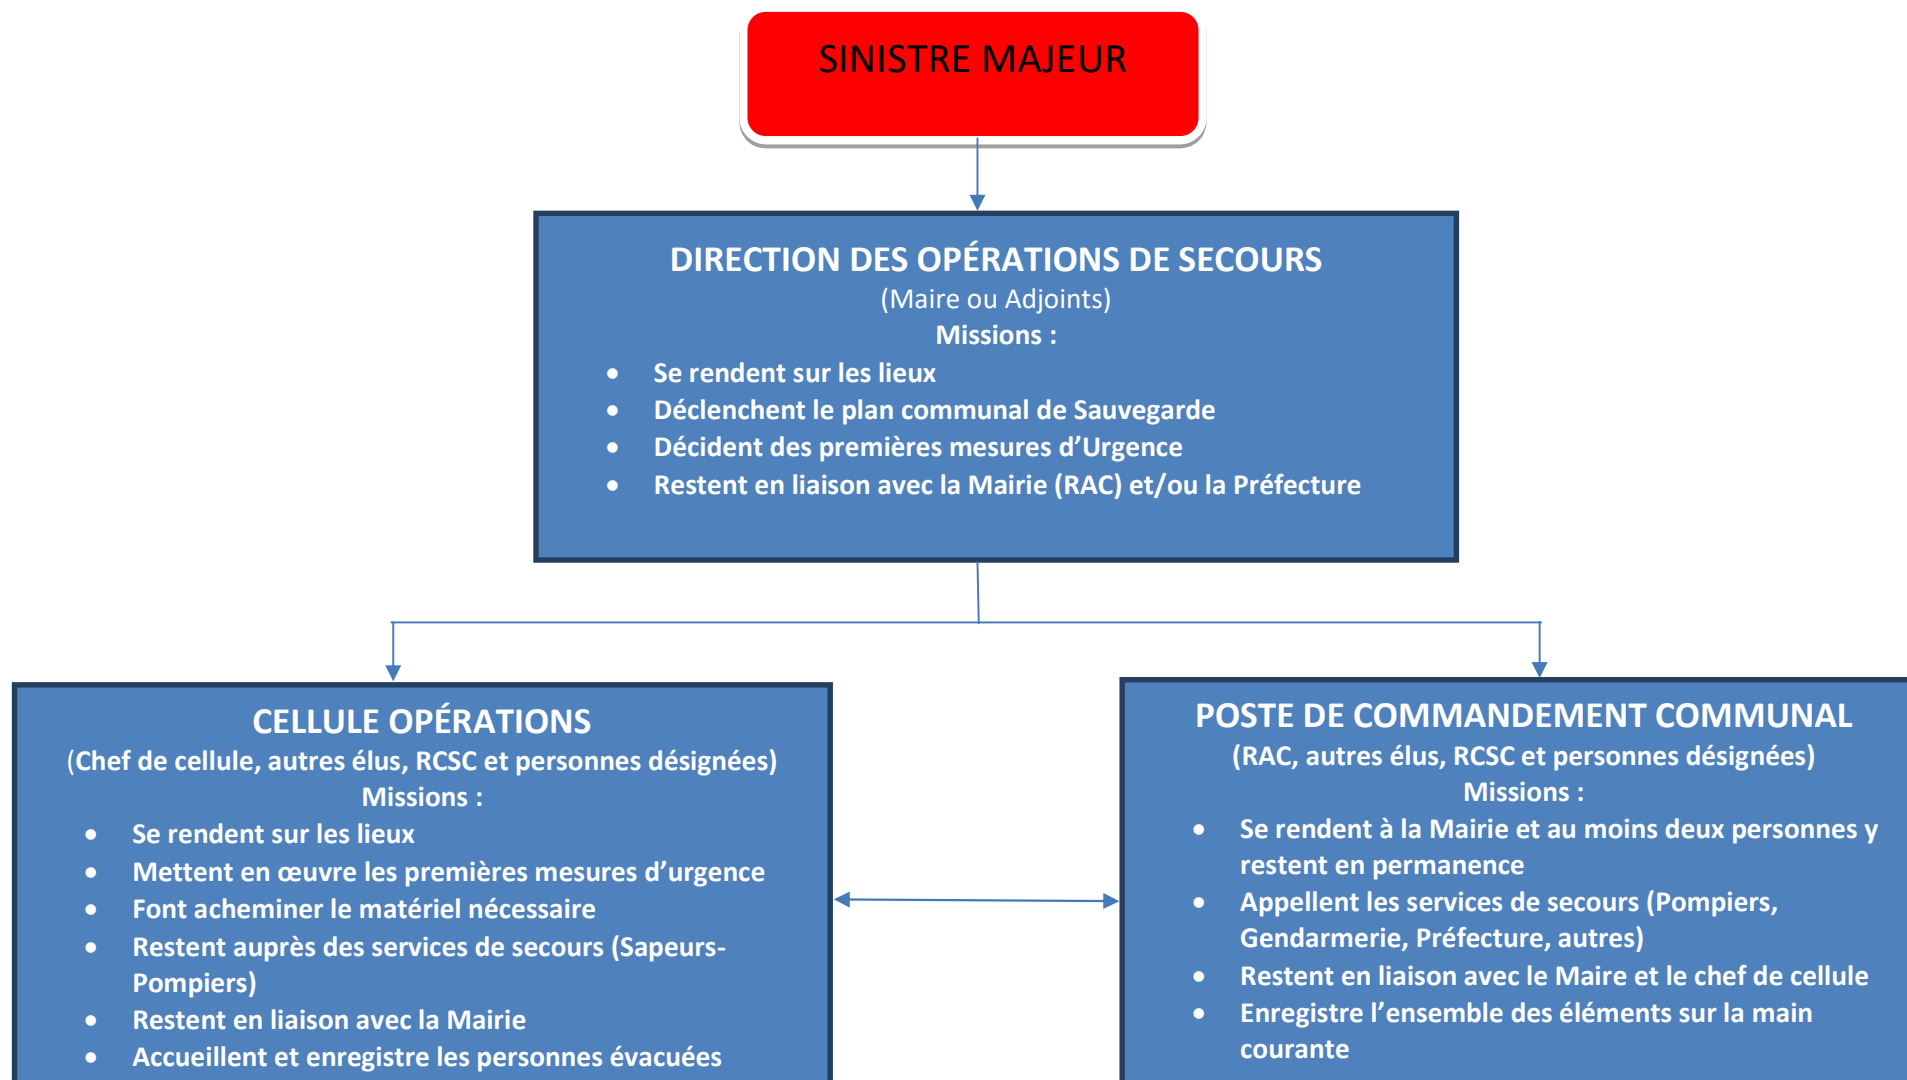 SINISTRE MAJEUR
DIRECTION DES OPÉRATIONS DE SECOURS
(Maire ou Adjoints)
Missions :
• Se rendent sur les lieux
• Déclenchent le plan communal de Sauvegarde
• Décident des premières mesures d’Urgence
• Restent en liaison avec la Mairie (RAC) et/ou la Préfecture
CELLULE OPÉRATIONS
(Chef de cellule, autres élus, RCSC et personnes désignées)
Missions :
• Se rendent sur les lieux
• Mettent en œuvre les premières mesures d’urgence
• Font acheminer le matériel nécessaire
• Restent auprès des services de secours (Sapeurs-
Pompiers)
• Restent en liaison avec la Mairie
• Accueillent et enregistre les personnes évacuées
POSTE DE COMMANDEMENT COMMUNAL
(RAC, autres élus, RCSC et personnes désignées)
Missions :
• Se rendent à la Mairie et au moins deux personnes y
restent en permanence
• Appellent les services de secours (Pompiers,
Gendarmerie, Préfecture, autres)
• Restent en liaison avec le Maire et le chef de cellule
• Enregistre l’ensemble des éléments sur la main
courante